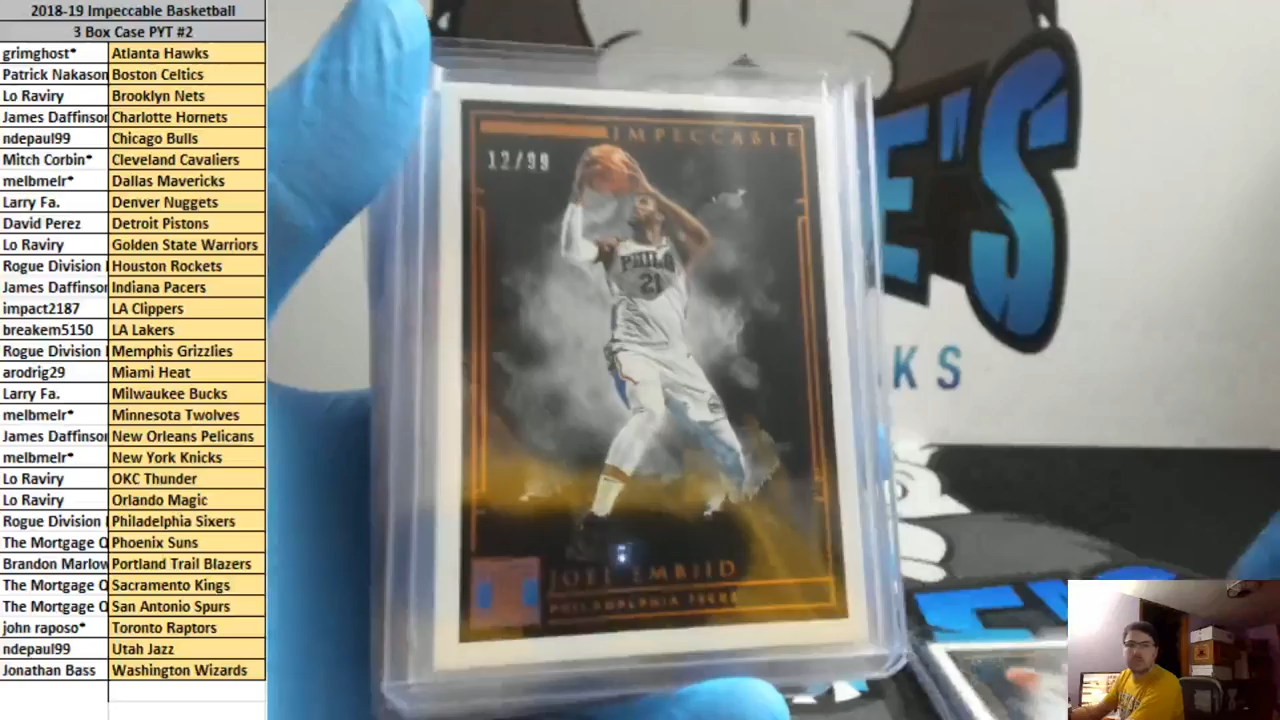 2018-19 Impeccable Basketball
3 Box Case PYT #2
grimghost* Atlanta Hawks
Patrick Nakason Boston Celtics
Lo Raviry Brooklyn Nets
James Daffinson Charlotte Hornets
ndepaul99 Chicago Bulls
Mitch Corbin* Cleveland Cavaliers
melbmelr* Dallas Mavericks
Larry Fa. Denver Nuggets
David Perez Detroit Pistons
Lo Raviry Golden State Warriors
Rogue Division Houston Rockets
James Daffinson Indiana Pacers
impact2187 LA Clippers
breakem5150 LA Lakers
Rogue Division Memphis Grizzlies
arodrig29 Miami Heat
Larry Fa. Milwaukee Bucks
melbmelr* Minnesota Twolves
James Daffinson New Orleans Pelicans
melbmelr* New York Knicks
Lo Raviry OKC Thunder
Lo Raviry Orlando Magic
Rogue Division Philadelphia Sixers
The Mortgage Phoenix Suns
Brandon Marlow Portland Trail Blazers
The Mortgage Sacramento Kings
The Mortgage San Antonio Spurs
john raposo* Toronto Raptors
ndepaul99 Utah Jazz
Jonathan Bass Washington Wizards
IMPECCABLE
12/99
PHILA
21
JOEL EMBIID
PHILADELPHIA 76ERS
E'S
KS